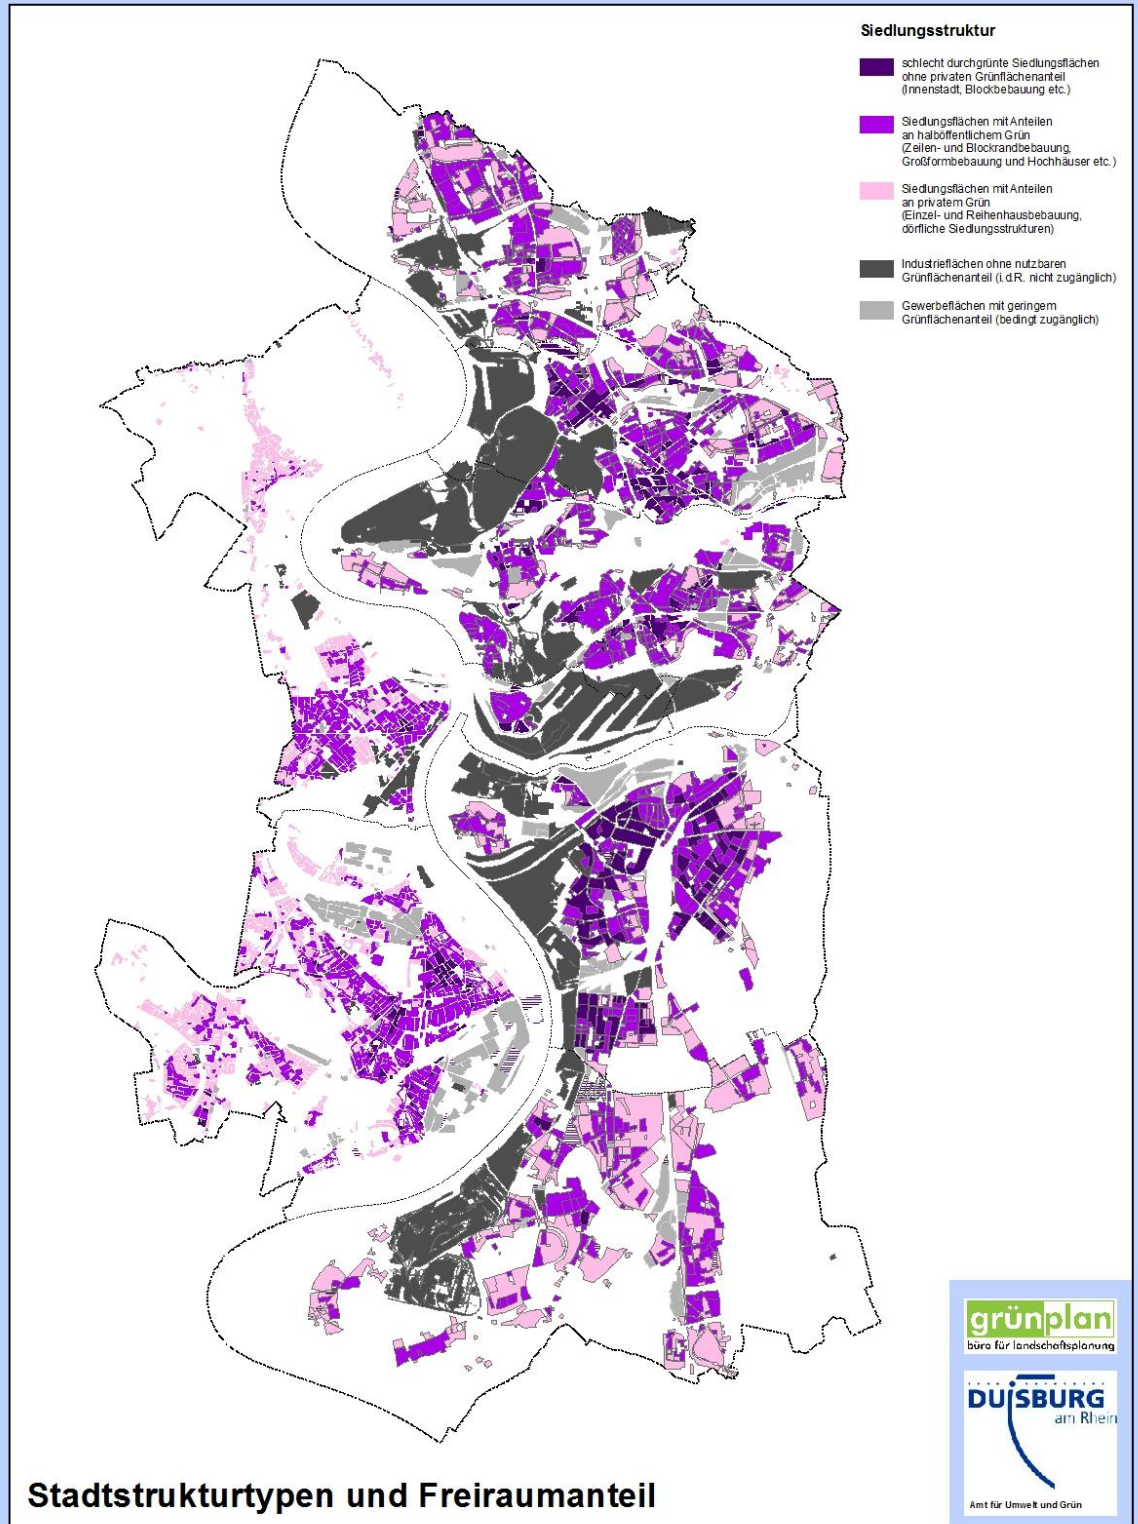 Siedlungsstruktur
schlecht durchgrünte Siedlungsflächen
ohne privaten Grünflächenanteil
(Innenstadt, Blockbebauung etc.)
Siedlungsflächen mit Anteilen
an halböffentlichem Grün
(Zeilen- und Blockrandbebauung,
Großformbebauung und Hochhäuser etc.)
Siedlungsflächen mit Anteilen
an privatem Grün
(Einzel- und Reihenhausbebauung,
dörfliche Siedlungsstrukturen)
Industrieflächen ohne nutzbaren
Grünflächenanteil (i.d.R. nicht zugänglich)
Gewerbeflächen mit geringem
Grünflächenanteil (bedingt zugänglich)
grünplan
büro für landschaftsplanung
DUISBURG
am Rhein
Amt für Umwelt und Grün
Stadtstrukturtypen und Freiraumanteil